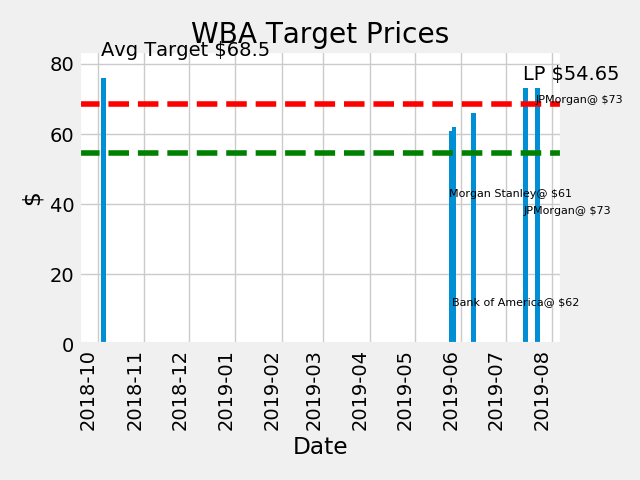 WBA Target Prices
Avg Target $68.5
LP $54.65
JPMorgan@ $73
Morgan Stanley@ $61
JPMorgan@ $73
Bank of America@ $62
$
80
60
40
20
0
2018-10
2018-11
2018-12
2019-01
2019-02
2019-03
2019-04
2019-05
2019-06
2019-07
2019-08
Date